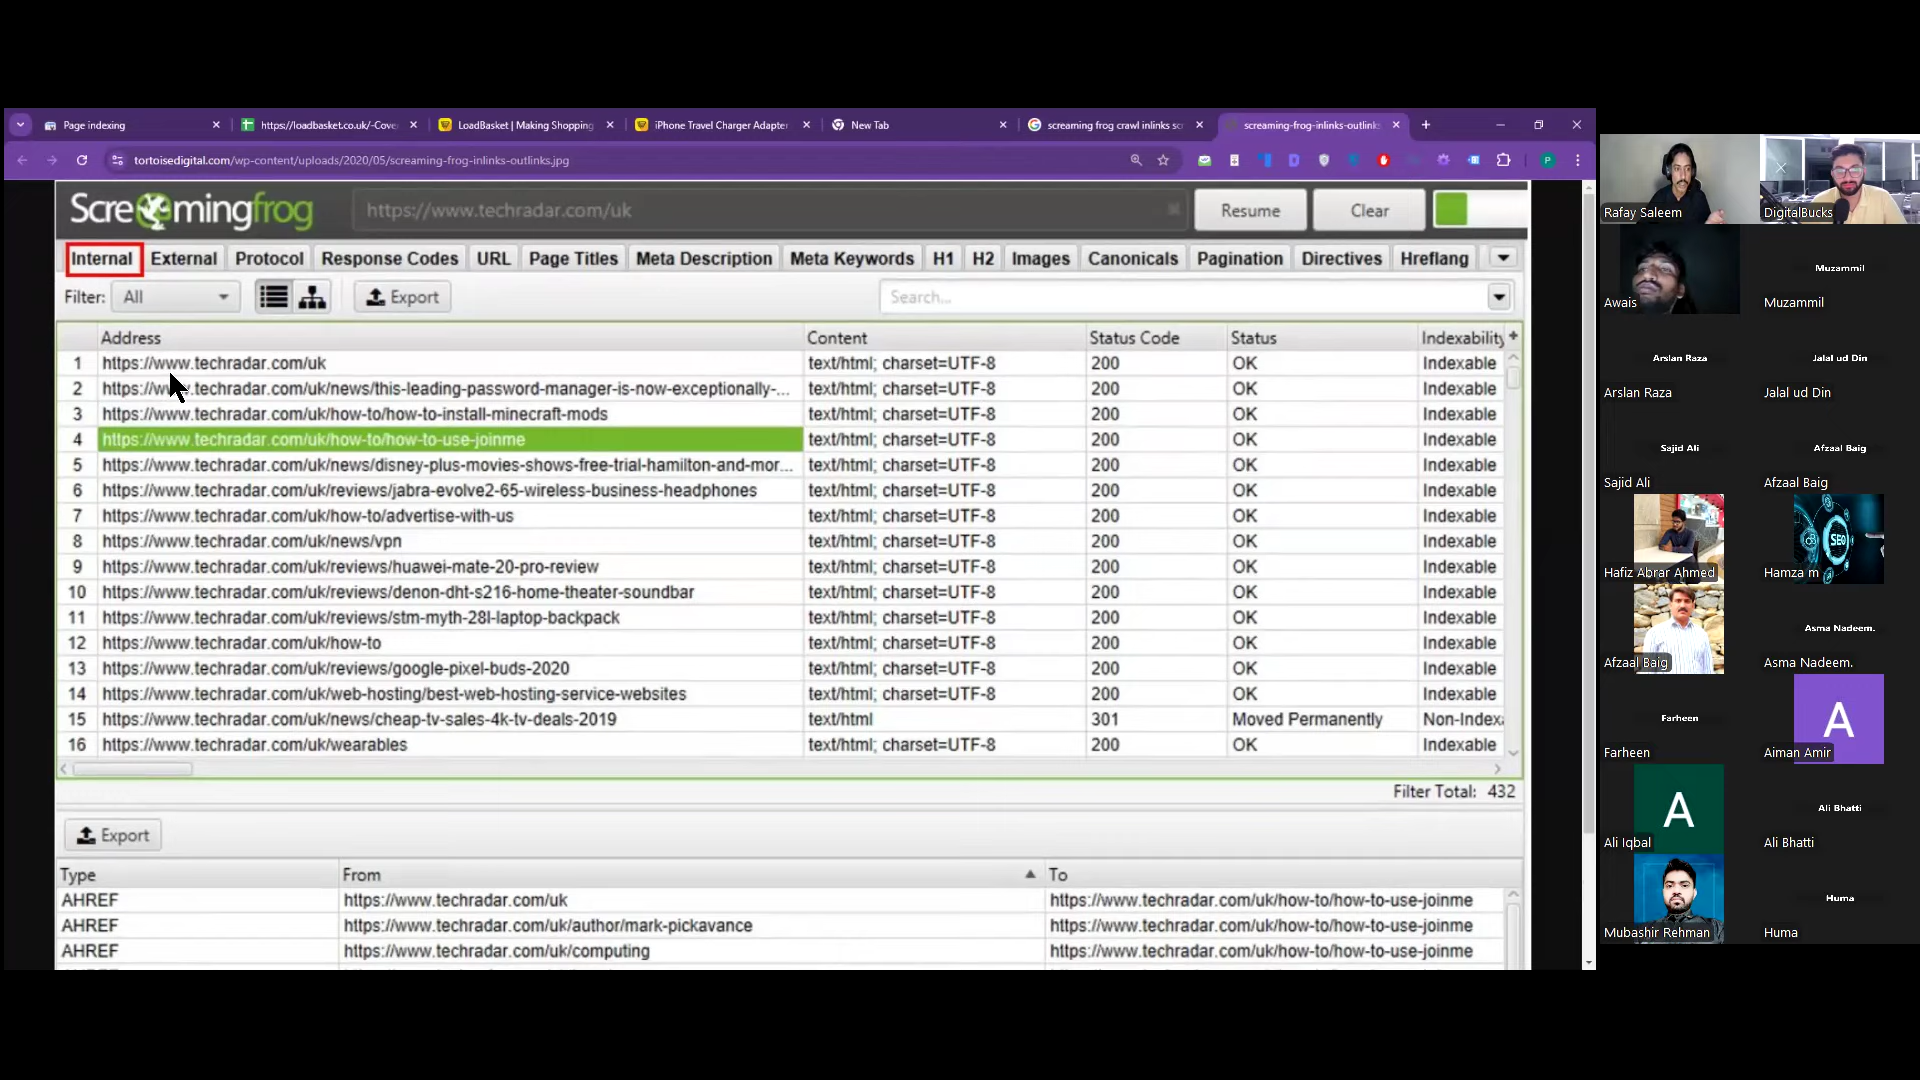 Page indexing
https://loadbasket.co.uk/-Cove
LoadBasket | Making Shopping
iPhone Travel Charger Adapte
New Tab
screaming frog crawl inlinks sc
screaming-frog-inlinks-outlinks
tortoisedigital.com/wp-content/uploads/2020/05/screaming-frog-inlinks-outlinks.jpg
P
Screamingfrog
https://www.techradar.com/uk
Resume
Clear
Internal External Protocol Response Codes URL Page Titles Meta Description Meta Keywords H1 H2 Images Canonicals Pagination Directives Hreflang
Filter: All Export Search...
Address Content Status Code Status Indexability
1 https://www.techradar.com/uk text/html; charset=UTF-8 200 OK Indexable
2 https://www.techradar.com/uk/news/this-leading-password-manager-is-now-exceptionally-... text/html; charset=UTF-8 200 OK Indexable
3 https://www.techradar.com/uk/how-to/how-to-install-minecraft-mods text/html; charset=UTF-8 200 OK Indexable
4 https://www.techradar.com/uk/how-to/how-to-use-joinme text/html; charset=UTF-8 200 OK Indexable
5 https://www.techradar.com/uk/news/disney-plus-movies-shows-free-trial-hamilton-and-mor... text/html; charset=UTF-8 200 OK Indexable
6 https://www.techradar.com/uk/reviews/jabra-evolve2-65-wireless-business-headphones text/html; charset=UTF-8 200 OK Indexable
7 https://www.techradar.com/uk/how-to/advertise-with-us text/html; charset=UTF-8 200 OK Indexable
8 https://www.techradar.com/uk/news/vpn text/html; charset=UTF-8 200 OK Indexable
9 https://www.techradar.com/uk/reviews/huawei-mate-20-pro-review text/html; charset=UTF-8 200 OK Indexable
10 https://www.techradar.com/uk/reviews/denon-dht-s216-home-theater-soundbar text/html; charset=UTF-8 200 OK Indexable
11 https://www.techradar.com/uk/reviews/stm-myth-28l-laptop-backpack text/html; charset=UTF-8 200 OK Indexable
12 https://www.techradar.com/uk/how-to text/html; charset=UTF-8 200 OK Indexable
13 https://www.techradar.com/uk/reviews/google-pixel-buds-2020 text/html; charset=UTF-8 200 OK Indexable
14 https://www.techradar.com/uk/web-hosting/best-web-hosting-service-websites text/html; charset=UTF-8 200 OK Indexable
15 https://www.techradar.com/uk/news/cheap-tv-sales-4k-tv-deals-2019 text/html 301 Moved Permanently Non-Indexa
16 https://www.techradar.com/uk/wearables text/html; charset=UTF-8 200 OK Indexable
Filter Total: 432
Export
Type From To
AHREF https://www.techradar.com/uk https://www.techradar.com/uk/how-to/how-to-use-joinme
AHREF https://www.techradar.com/uk/author/mark-pickavance https://www.techradar.com/uk/how-to/how-to-use-joinme
AHREF https://www.techradar.com/uk/computing https://www.techradar.com/uk/how-to/how-to-use-joinme
Rafay Saleem
DigitalBucks
Awais
Muzammil
Muzammil
Arslan Raza
Arslan Raza
Jalal ud Din
Jalal ud Din
Sajid Ali
Sajid Ali
Afzaal Baig
Afzaal Baig
Hafiz Abrar Ahmed
SEO
Hamza m
Afzaal Baig
Asma Nadeem.
Asma Nadeem.
Farheen
Farheen
A
Aiman Amir
A
Ali Iqbal
Ali Bhatti
Ali Bhatti
Mubashir Rehman
Huma
Huma